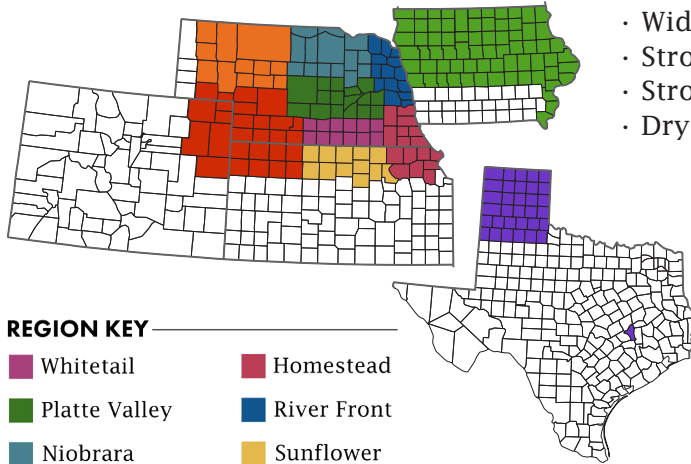 · Wid
· Stro
· Stro
· Dry
REGION KEY
Whitetail
Homestead
Platte Valley
River Front
Niobrara
Sunflower